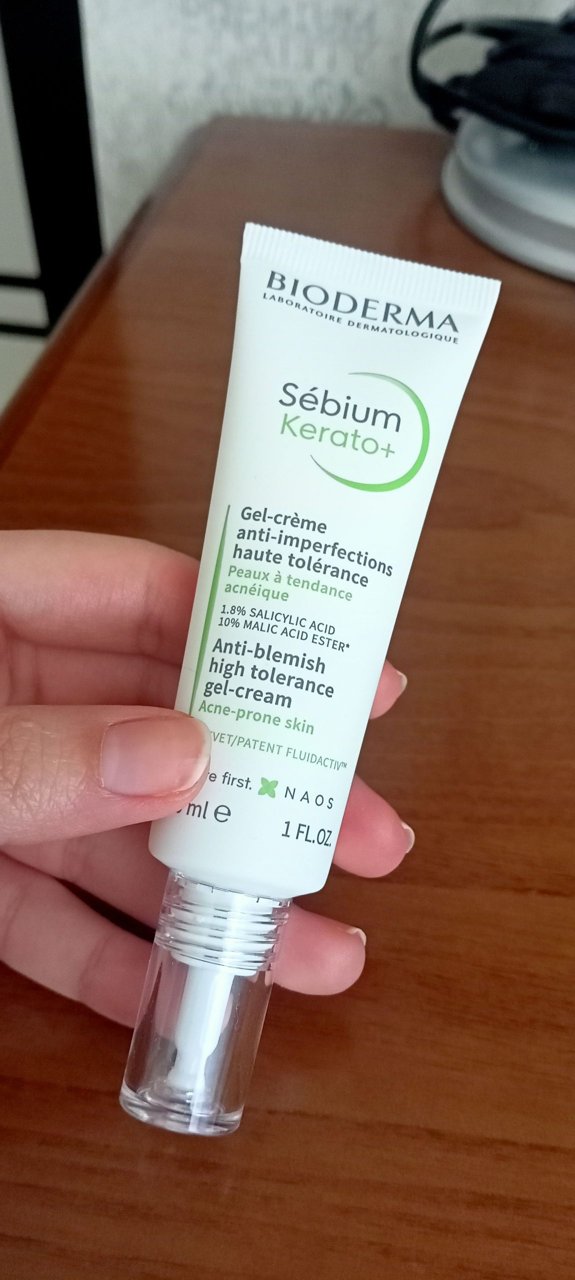 BIODERMA
LABORATOIRE DERMATOLOGIQUE
Sébium
Kerato+
Gel-crème
anti-imperfections
haute tolérance
Peaux à tendance
acnéique
1.8% SALICYLIC ACID
10% MALIC ACID ESTER*
Anti-blemish
high tolerance
gel-cream
Acne-prone skin
/PATENT FLUIDACTIV™
first. NAOS
ml ℮ 1 FL.OZ.